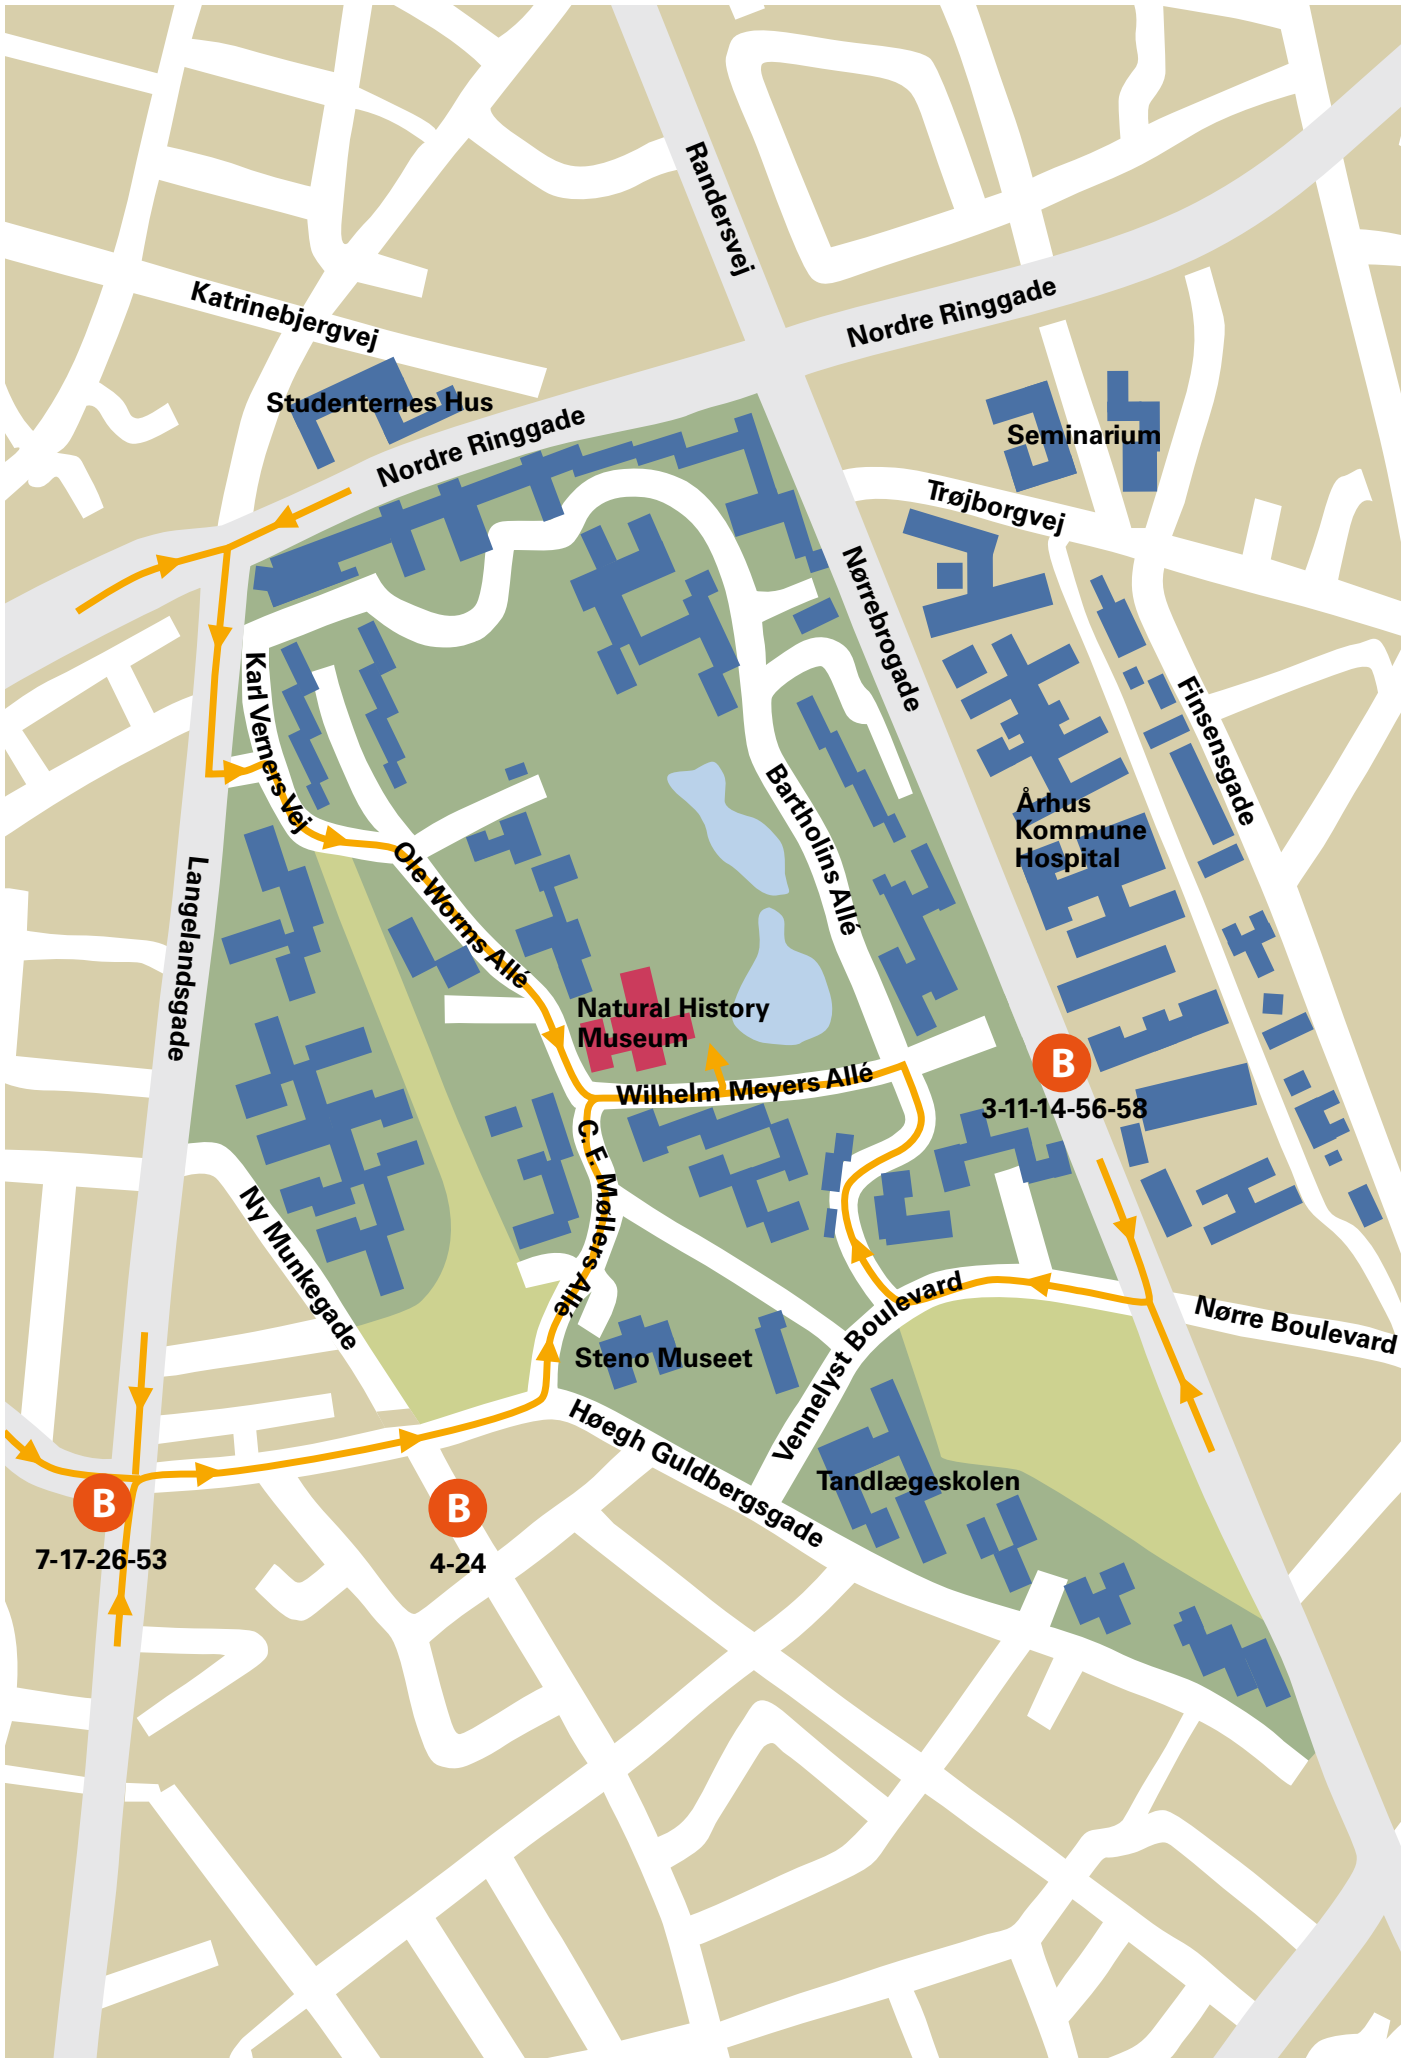 Randersvej
Katrinebjergvej
Nordre Ringgade
Studenternes Hus
Nordre Ringgade
Seminarium
Trøjborgvej
Nørrebrogade
Karl Verners Vej
Finsensgade
Bartholins Allé
Århus
Kommune
Hospital
Ole Worms Allé
Langelandsgade
Natural History
Museum
B
3-11-14-56-58
Wilhelm Meyers Allé
C. F. Møllers Allé
Ny Munkegade
Vennelyst Boulevard
Nørre Boulevard
Steno Museet
Høegh Guldbergsgade
Tandlægeskolen
B
7-17-26-53
B
4-24